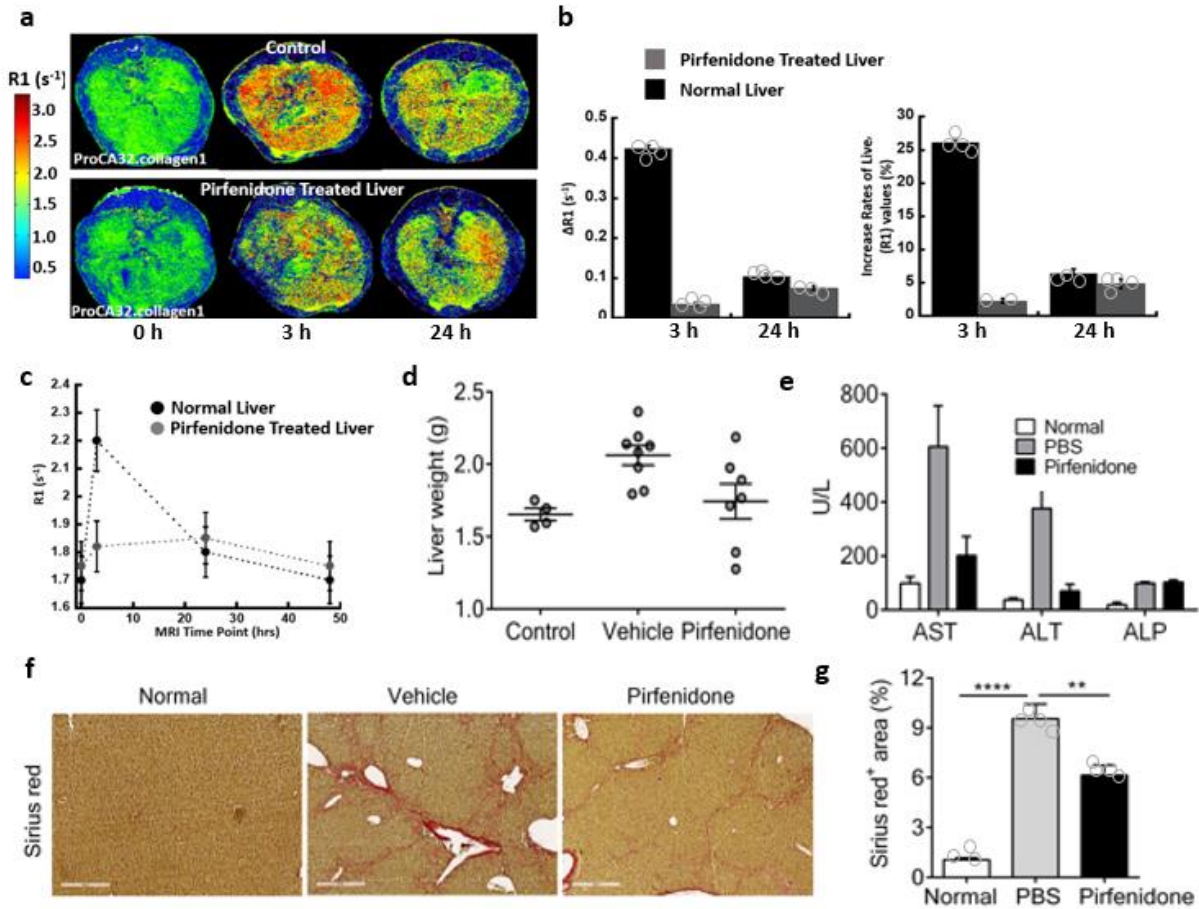 a
R1 (s⁻¹)
3.0
2.5
2.0
1.5
1.0
0.5
Control
ProCA32.collagen1
Pirfenidone Treated Liver
ProCA32.collagen1
0 h 3 h 24 h
b
Pirfenidone Treated Liver
Normal Liver
ΔR1 (s⁻¹)
0.5
0.4
0.3
0.2
0.1
0
3 h 24 h
Increase Rates of Live.
(R1) values (%)
30
25
20
15
10
5
0
3 h 24 h
c
R1 (s⁻¹)
2.4
2.3
2.2
2.1
2.0
1.9
1.8
1.7
1.6
Normal Liver
Pirfenidone Treated Liver
0 10 20 30 40 50
MRI Time Point (hrs)
d
Liver weight (g)
2.5
2.0
1.5
1.0
Control Vehicle Pirfenidone
e
U/L
800
600
400
200
0
Normal
PBS
Pirfenidone
AST ALT ALP
f
Normal Vehicle Pirfenidone
Sirius red
g
Sirius red⁺ area (%)
12
9
6
3
0
**** **
Normal PBS Pirfenidone